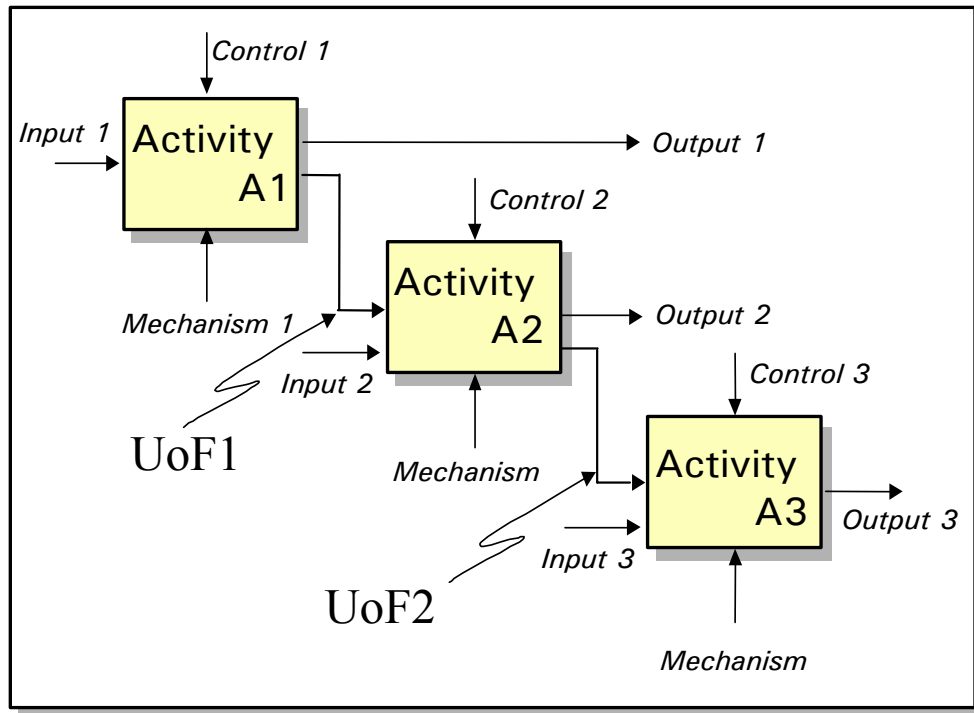 Control 1
Input 1
Activity
A1
Output 1
Mechanism 1
Control 2
Activity
A2
Output 2
Input 2
UoF1
Mechanism
Control 3
Activity
A3
Output 3
Input 3
UoF2
Mechanism